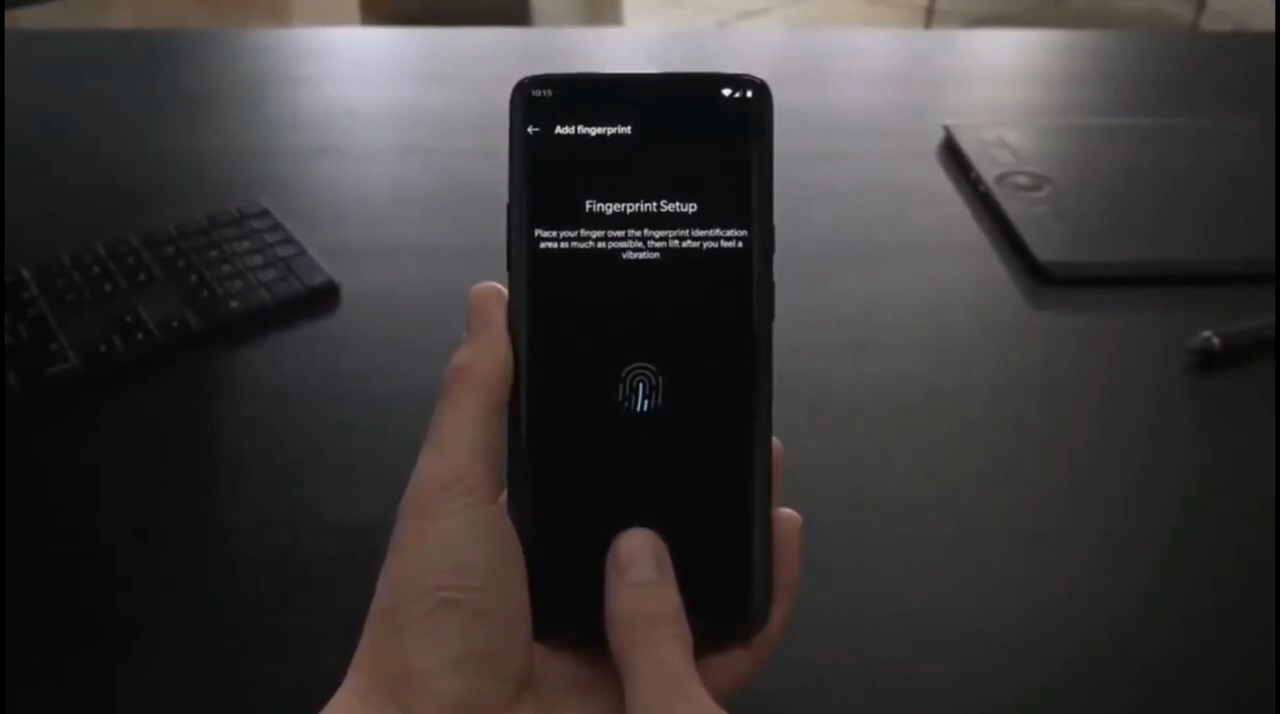 10:15
Add fingerprint
Fingerprint Setup
Place your finger over the fingerprint identification
area as much as possible, then lift after you feel a
vibration